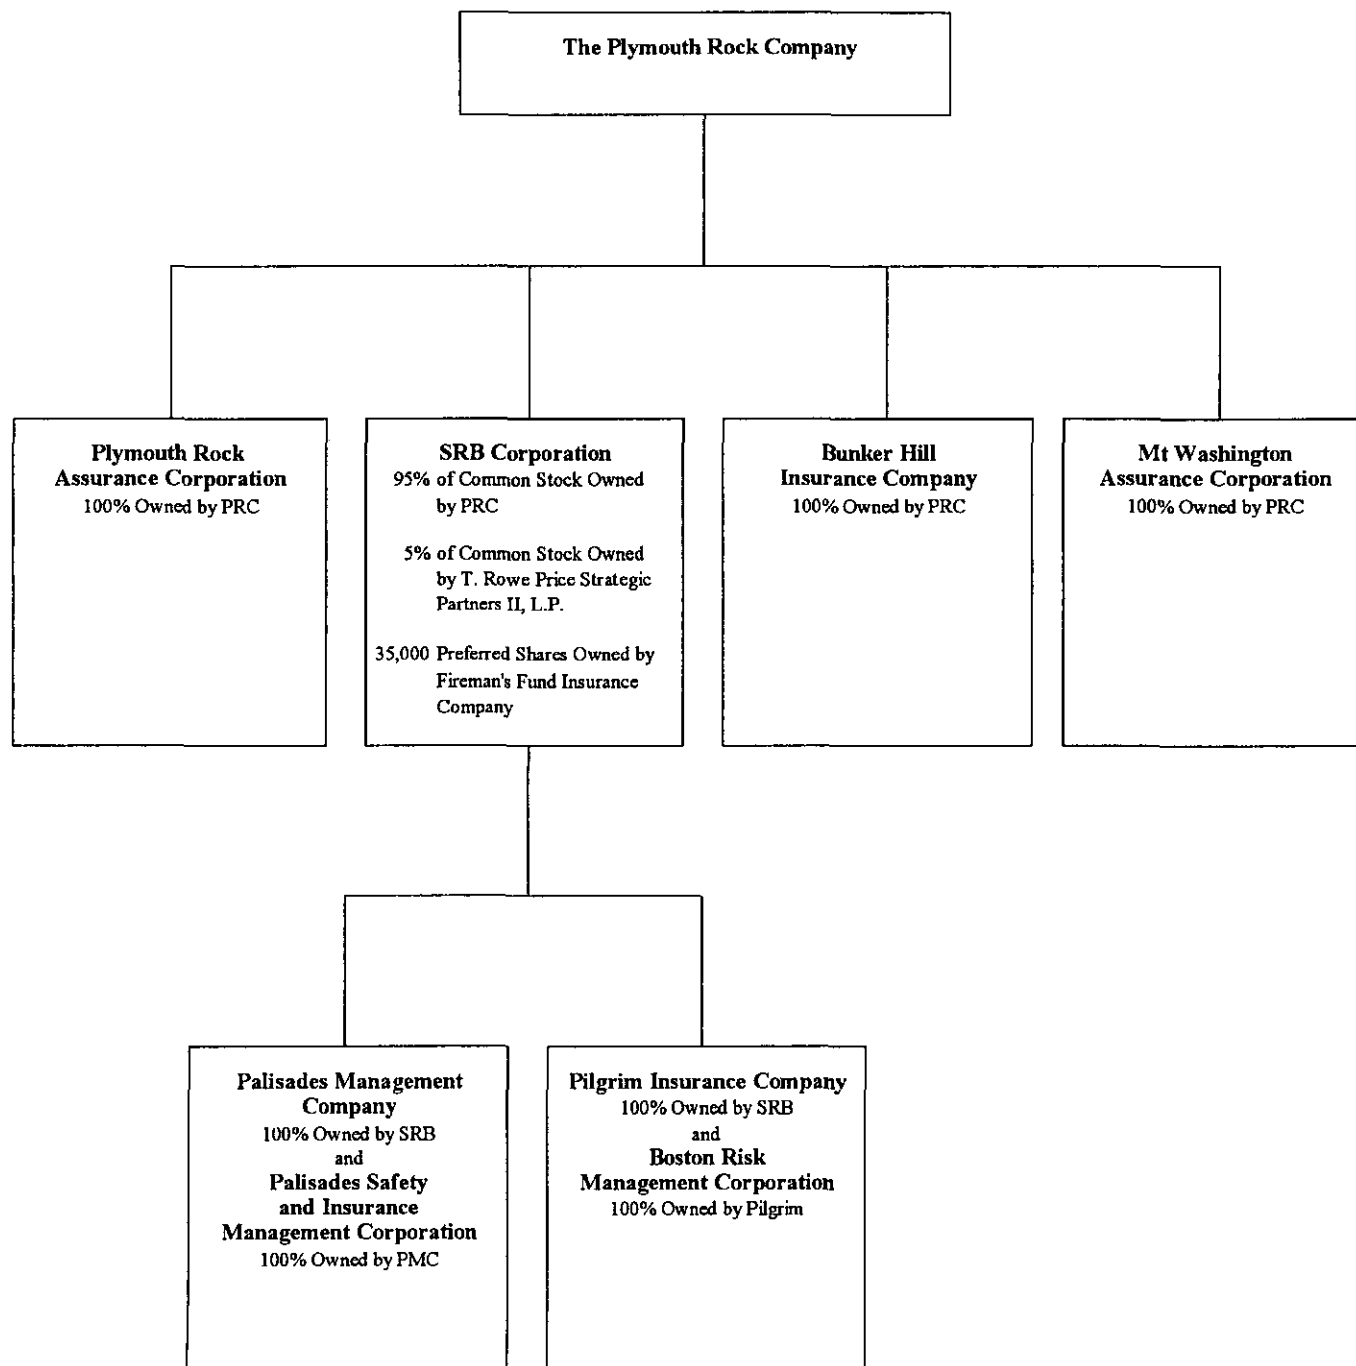 The Plymouth Rock Company
Plymouth Rock
Assurance Corporation
100% Owned by PRC
SRB Corporation
95% of Common Stock Owned
by PRC
5% of Common Stock Owned
by T. Rowe Price Strategic
Partners II, L.P.
35,000 Preferred Shares Owned by
Fireman's Fund Insurance
Company
Bunker Hill
Insurance Company
100% Owned by PRC
Mt Washington
Assurance Corporation
100% Owned by PRC
Palisades Management
Company
100% Owned by SRB
and
Palisades Safety
and Insurance
Management Corporation
100% Owned by PMC
Pilgrim Insurance Company
100% Owned by SRB
and
Boston Risk
Management Corporation
100% Owned by Pilgrim